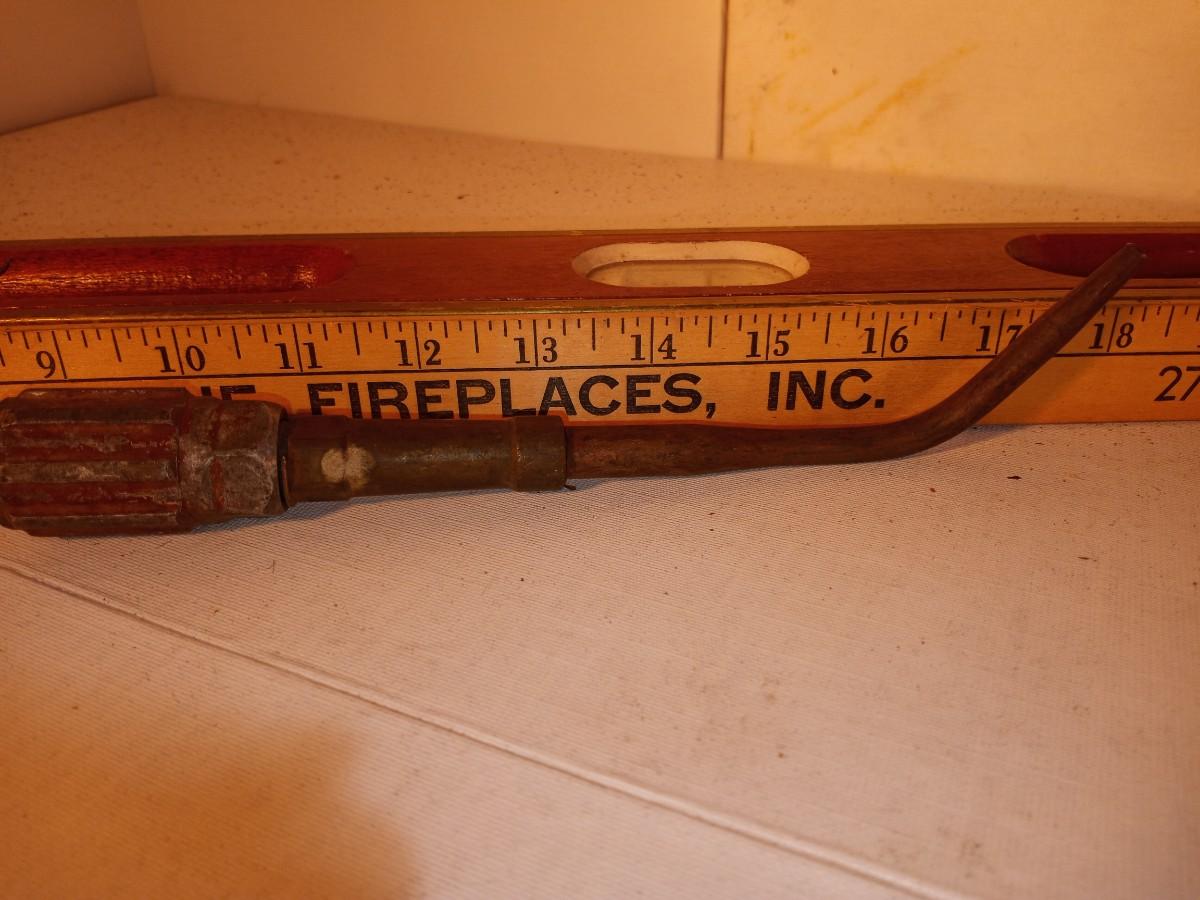 9 10 11 12 13 14 15 16 17 18
FIREPLACES, INC. 27